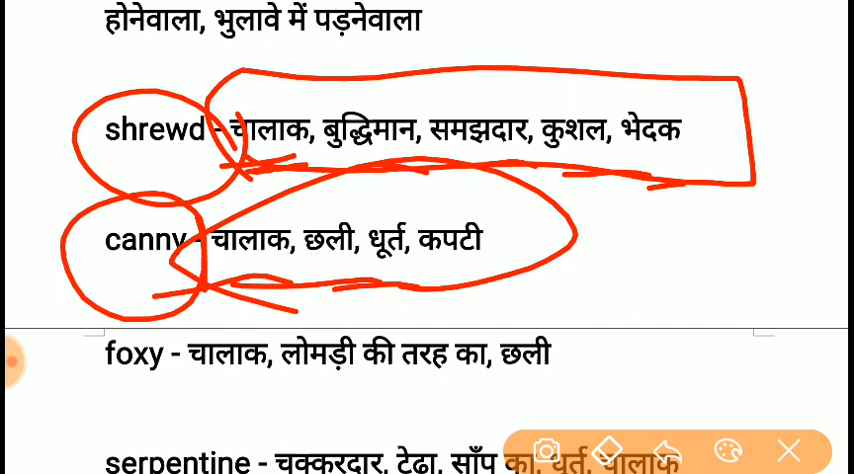 होनेवाला, भुलावे में पड़नेवाला
shrewd - चालाक, बुद्धिमान, समझदार, कुशल, भेदक
canny - चालाक, छली, धूर्त, कपटी
foxy - चालाक, लोमड़ी की तरह का, छली
serpentine - चक्करदार, टेढ़ा, साँप का, धूर्त, चालाक